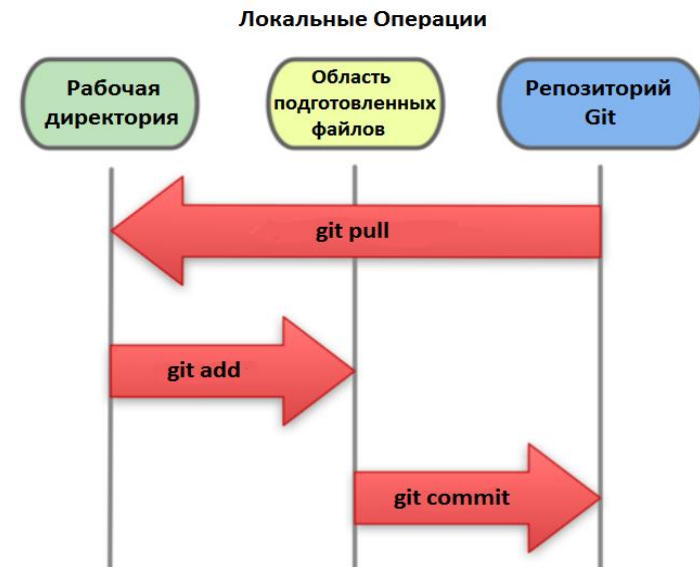 Локальные Операции
Рабочая
директория
Область
подготовленных
файлов
Репозиторий
Git
git pull
git add
git commit